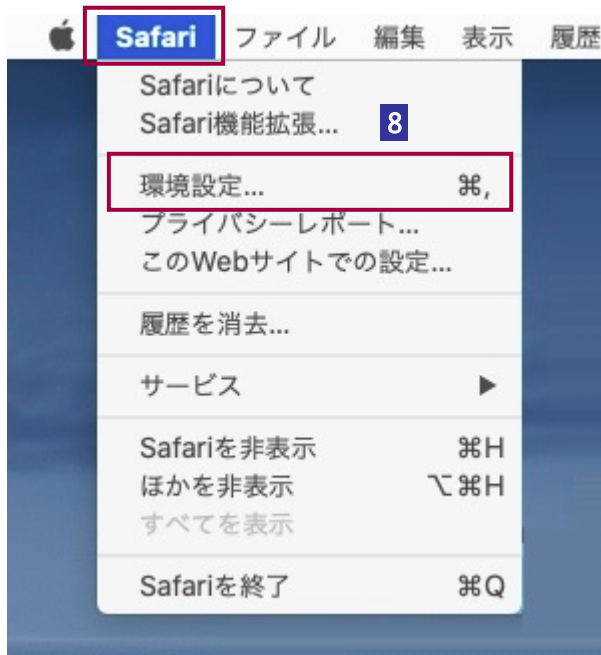 Safari ファイル 編集 表示 履歴
Safariについて
Safari機能拡張...
8
環境設定... ⌘,
プライバシーレポート...
このWebサイトでの設定...
履歴を消去...
サービス ▶
Safariを非表示 ⌘H
ほかを非表示 ⌥⌘H
すべてを表示
Safariを終了 ⌘Q